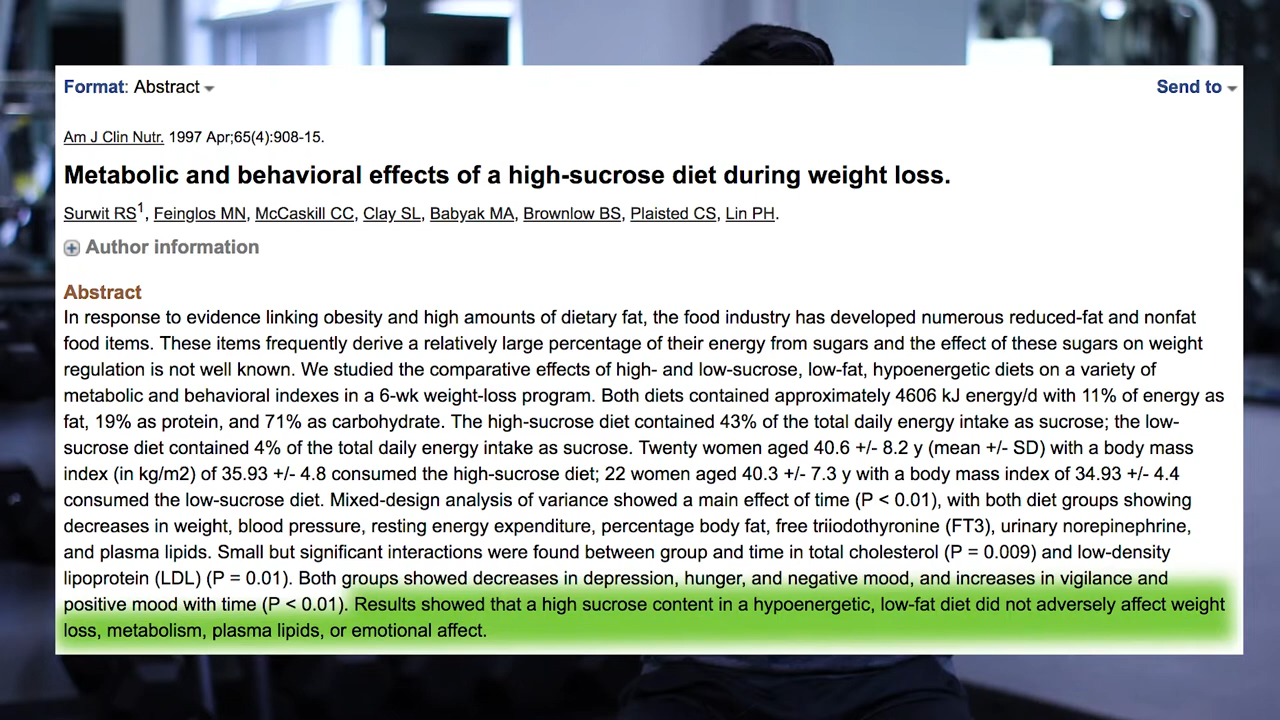 Format: Abstract
Send to
Am J Clin Nutr. 1997 Apr;65(4):908-15.
Metabolic and behavioral effects of a high-sucrose diet during weight loss.
Surwit RS1, Feinglos MN, McCaskill CC, Clay SL, Babyak MA, Brownlow BS, Plaisted CS, Lin PH.
Author information
Abstract
In response to evidence linking obesity and high amounts of dietary fat, the food industry has developed numerous reduced-fat and nonfat
food items. These items frequently derive a relatively large percentage of their energy from sugars and the effect of these sugars on weight
regulation is not well known. We studied the comparative effects of high- and low-sucrose, low-fat, hypoenergetic diets on a variety of
metabolic and behavioral indexes in a 6-wk weight-loss program. Both diets contained approximately 4606 kJ energy/d with 11% of energy as
fat, 19% as protein, and 71% as carbohydrate. The high-sucrose diet contained 43% of the total daily energy intake as sucrose; the low-
sucrose diet contained 4% of the total daily energy intake as sucrose. Twenty women aged 40.6 +/- 8.2 y (mean +/- SD) with a body mass
index (in kg/m2) of 35.93 +/- 4.8 consumed the high-sucrose diet; 22 women aged 40.3 +/- 7.3 y with a body mass index of 34.93 +/- 4.4
consumed the low-sucrose diet. Mixed-design analysis of variance showed a main effect of time (P < 0.01), with both diet groups showing
decreases in weight, blood pressure, resting energy expenditure, percentage body fat, free triiodothyronine (FT3), urinary norepinephrine,
and plasma lipids. Small but significant interactions were found between group and time in total cholesterol (P = 0.009) and low-density
lipoprotein (LDL) (P = 0.01). Both groups showed decreases in depression, hunger, and negative mood, and increases in vigilance and
positive mood with time (P < 0.01). Results showed that a high sucrose content in a hypoenergetic, low-fat diet did not adversely affect weight
loss, metabolism, plasma lipids, or emotional affect.